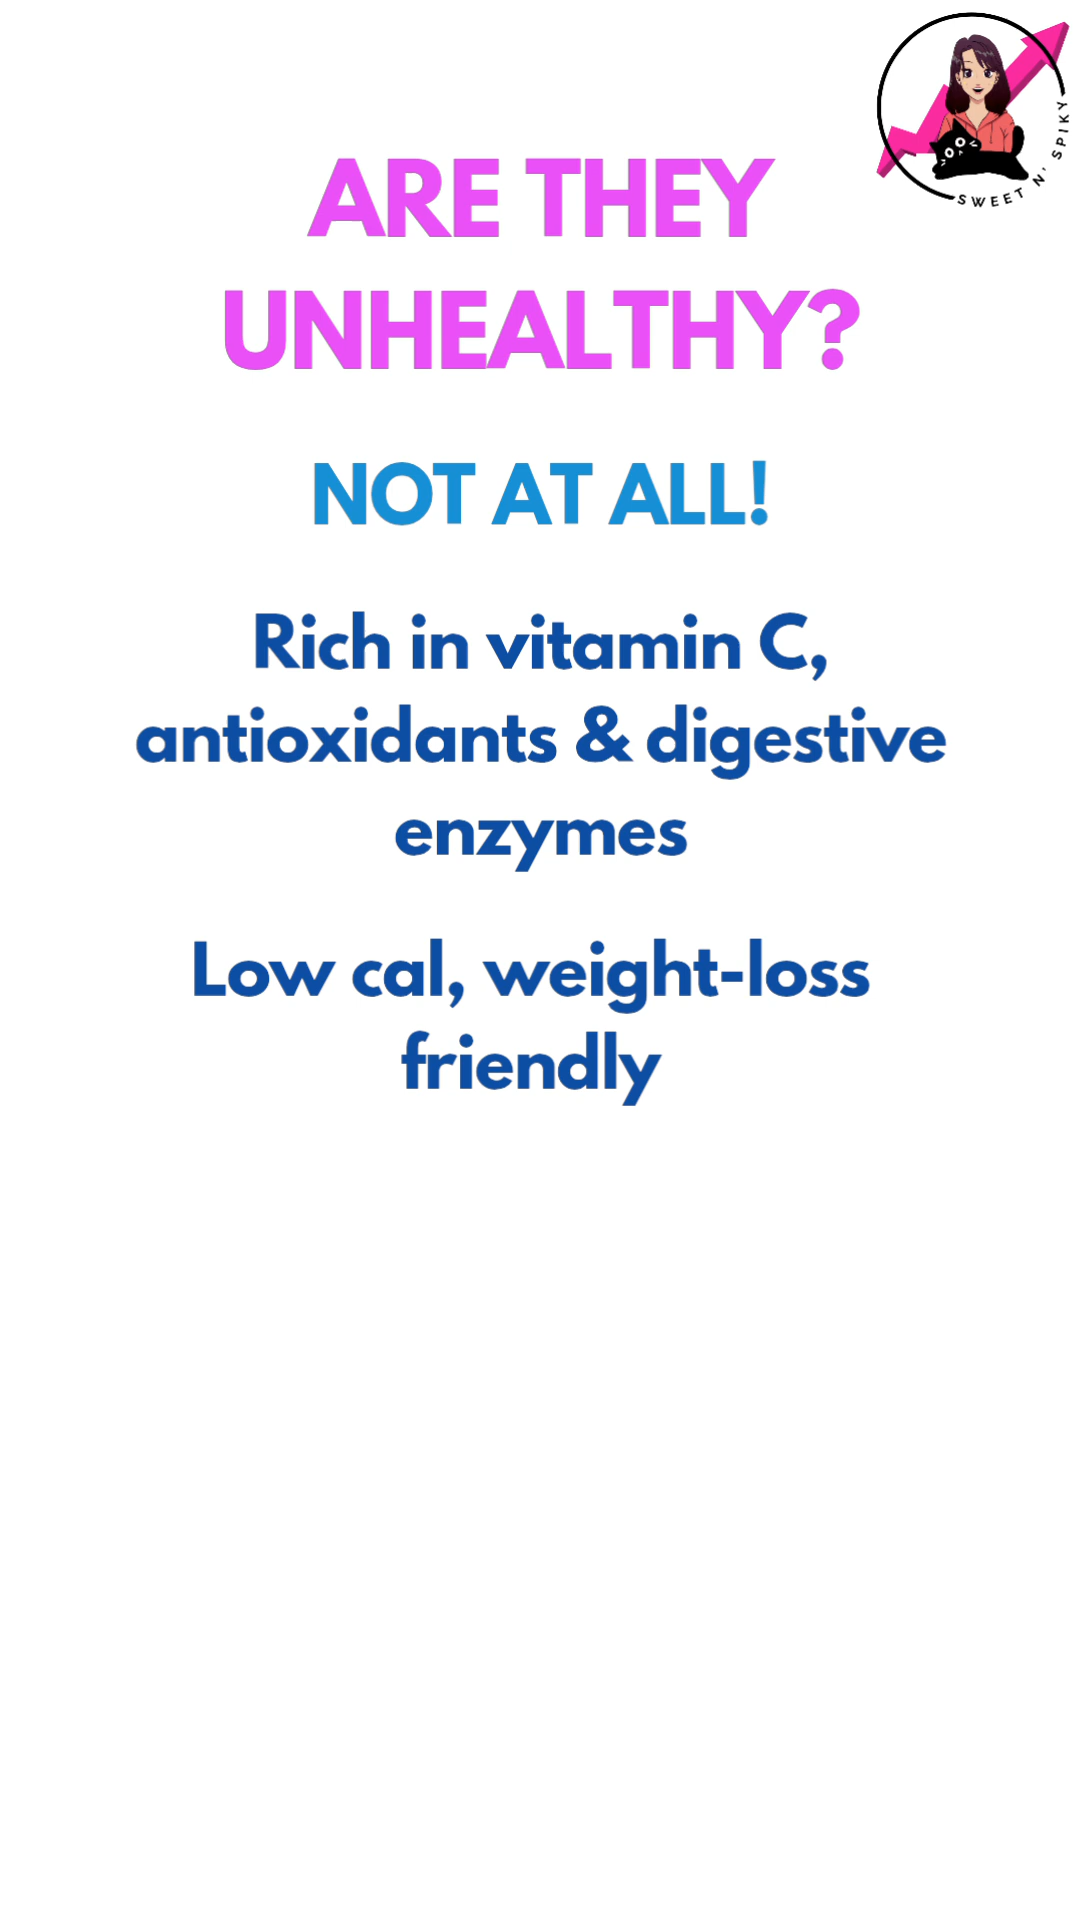 SWEET N' SPIKY
ARE THEY
UNHEALTHY?
NOT AT ALL!
Rich in vitamin C,
antioxidants & digestive
enzymes
Low cal, weight-loss
friendly